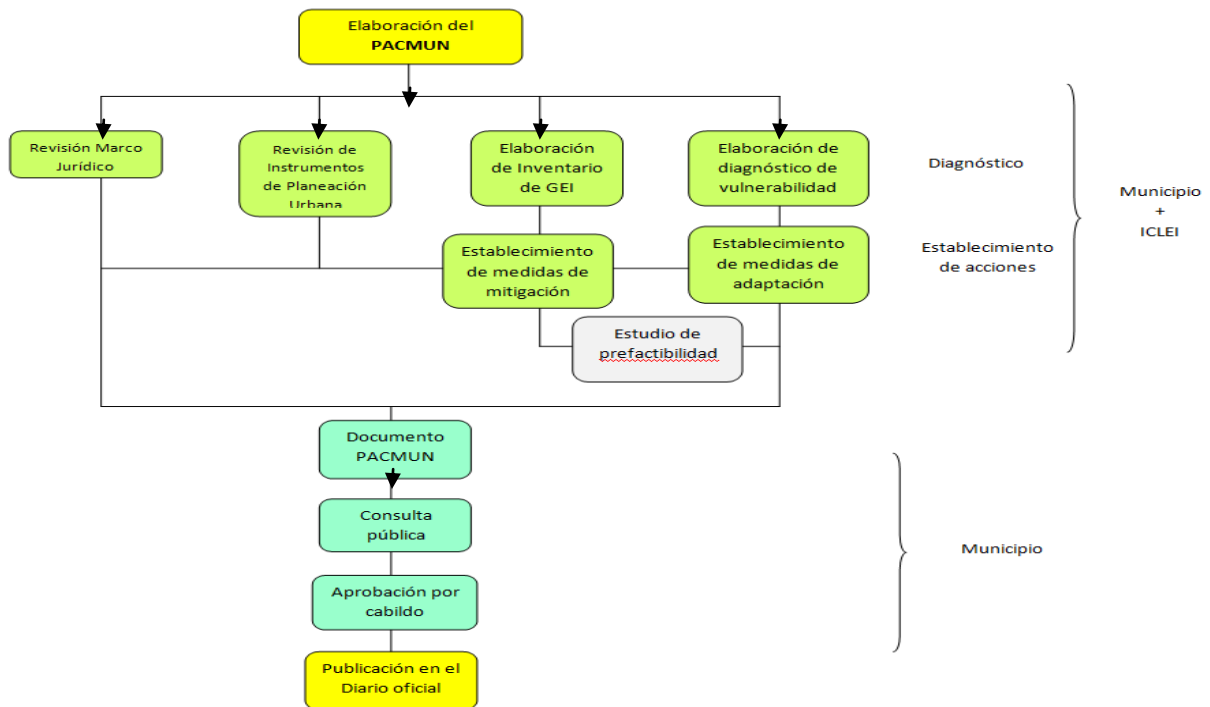 Elaboración del
PACMUN
Revisión Marco
Jurídico
Revisión de
Instrumentos
de Planeación
Urbana
Elaboración
de Inventario
de GEI
Elaboración de
diagnóstico de
vulnerabilidad
Diagnóstico
Municipio
+
ICLEI
Establecimiento
de medidas de
mitigación
Establecimiento
de medidas de
adaptación
Establecimiento
de acciones
Estudio de
prefactibilidad
Documento
PACMUN
Consulta
pública
Municipio
Aprobación por
cabildo
Publicación en el
Diario oficial